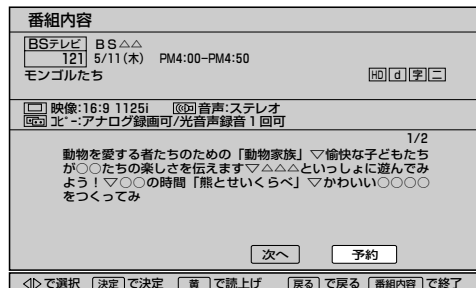 番組内容
BSテレビ BS△△
121 5/11(木) PM4:00-PM4:50
モンゴルたち HD d 字 二
映像:16:9 1125i 音声:ステレオ
コピー:アナログ録画可/光音声録音1回可
1/2
動物を愛する者たちのための「動物家族」▽愉快な子どもたち
が○○たちの楽しさを伝えます▽△△△といっしょに遊んでみ
よう!▽○○の時間「熊とせいくらべ」▽かわいい○○○○
をつくってみ
次へ 予約
◁▷で選択 決定で決定 黄で読上げ 戻るで戻る 番組内容で終了